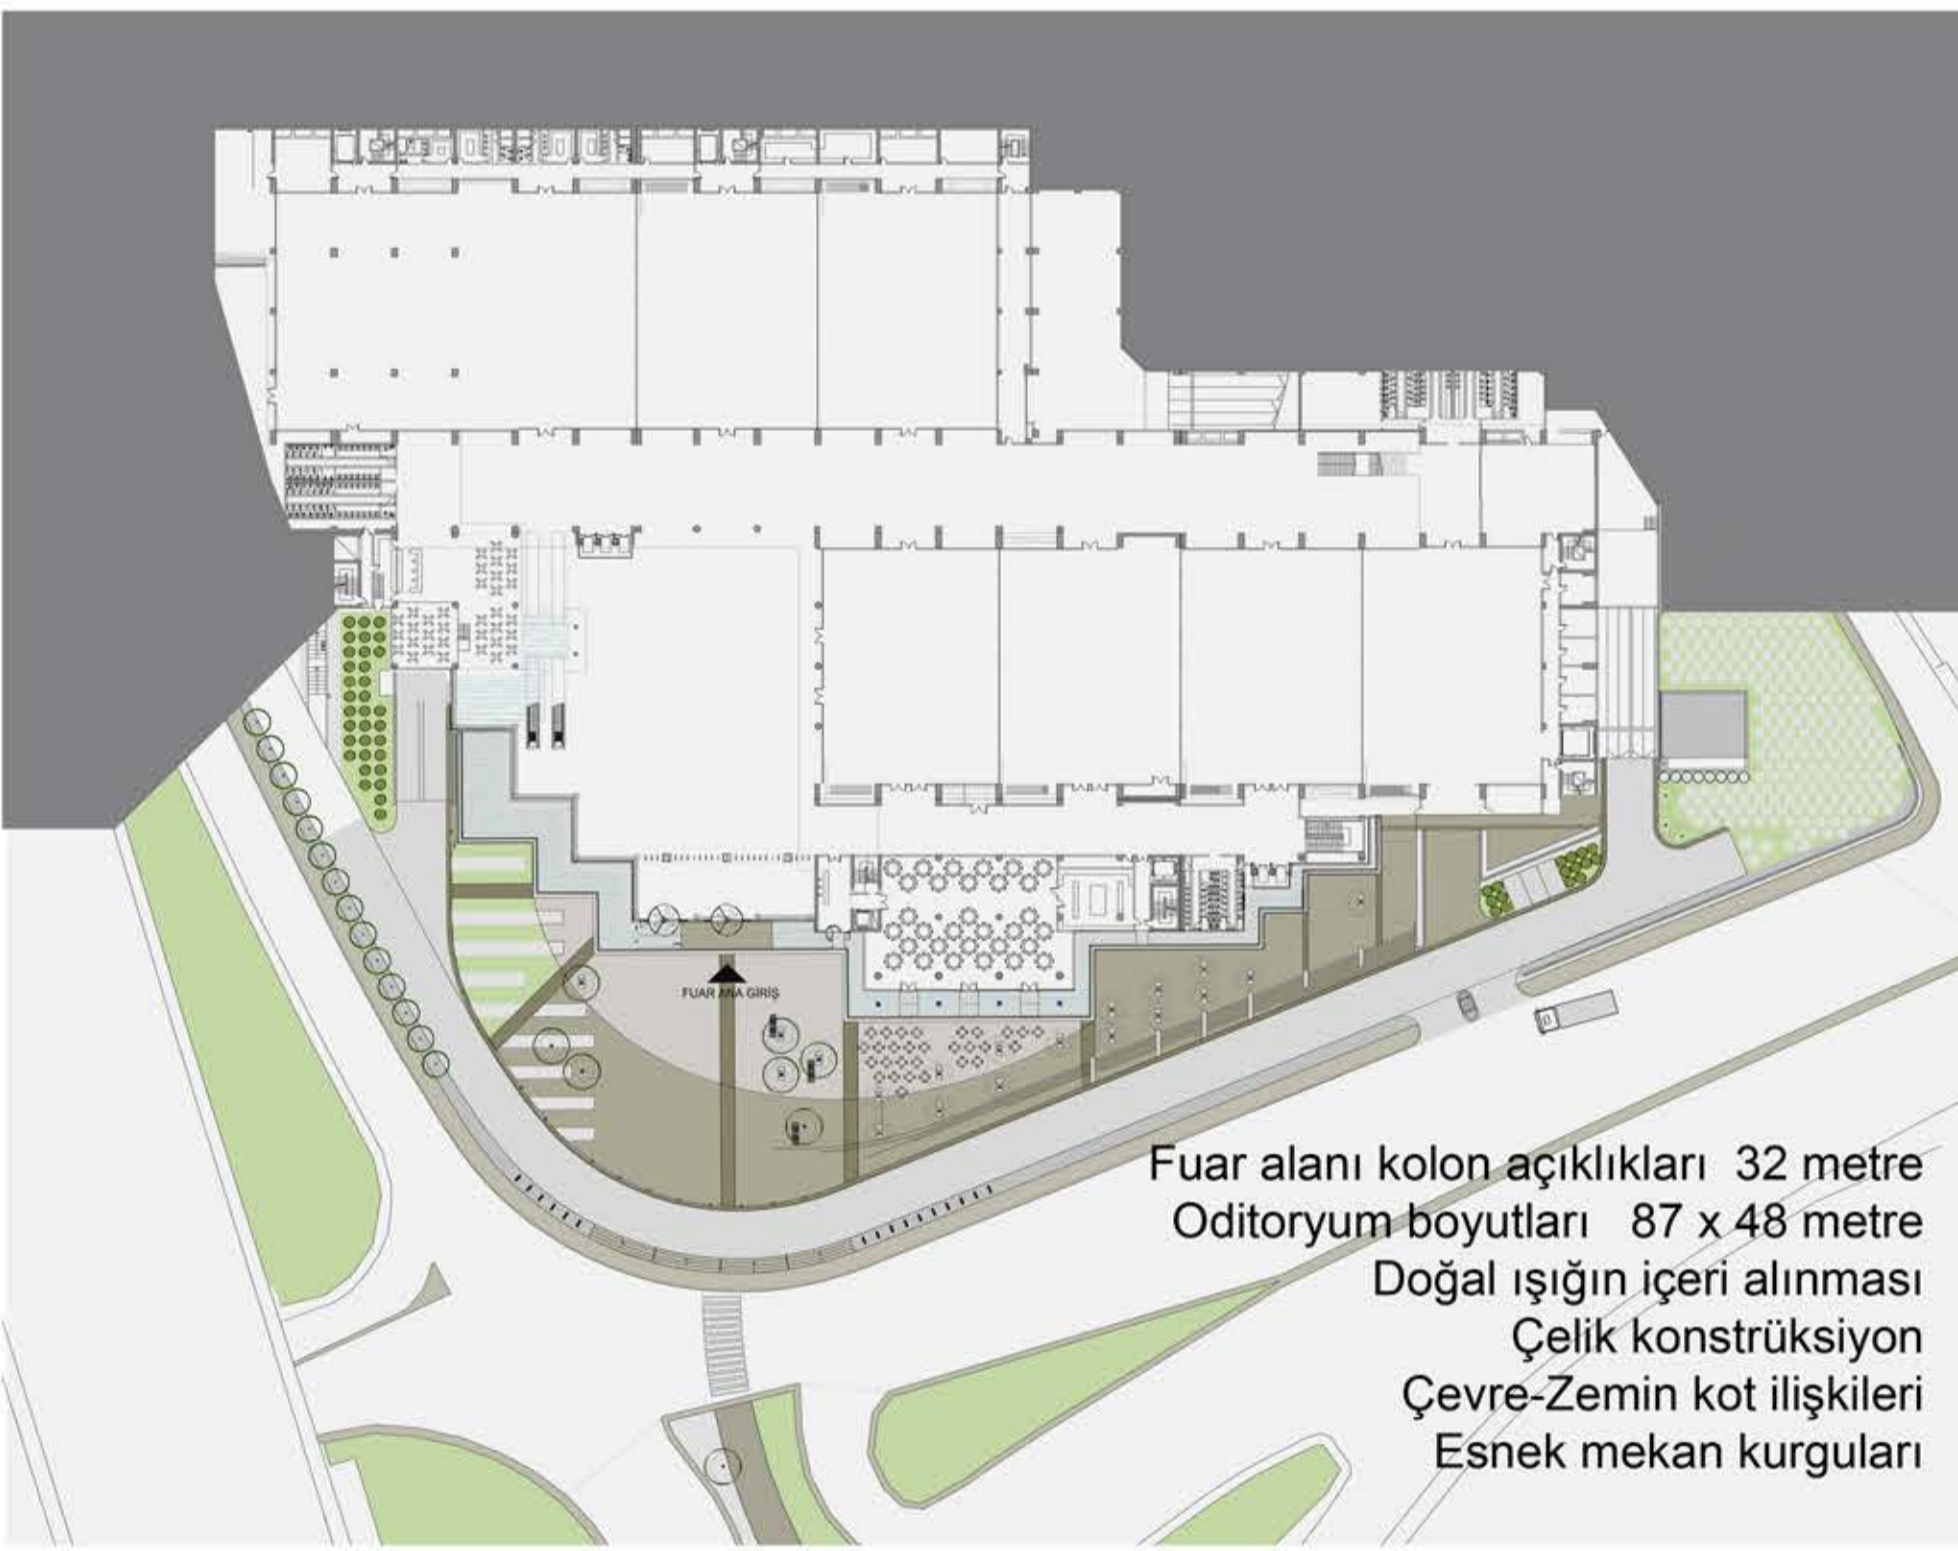 FUAR ANA GİRİŞ
Fuar alanı kolon açıklıkları 32 metre
Oditoryum boyutları 87 x 48 metre
Doğal ışığın içeri alınması
Çelik konstrüksiyon
Çevre-Zemin kot ilişkileri
Esnek mekan kurguları